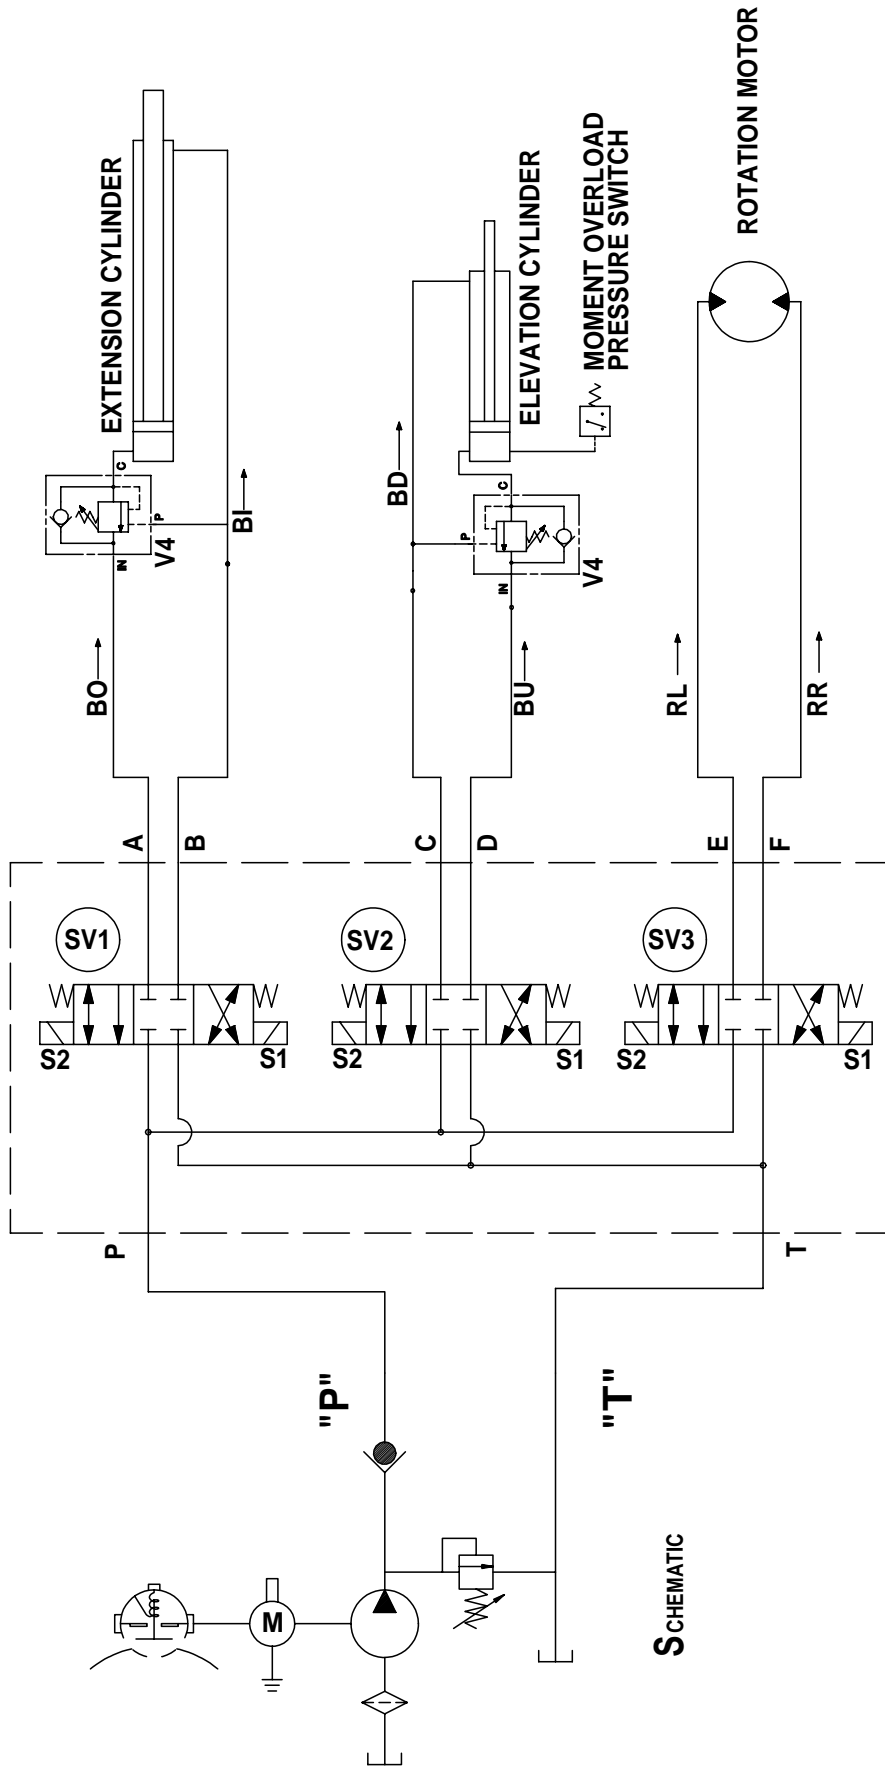 EXTENSION CYLINDER
V4
IN
C
P
BO
BI
A
B
SV1
S2
S1
ELEVATION CYLINDER
MOMENT OVERLOAD
PRESSURE SWITCH
BD
V4
IN
C
P
BU
C
D
SV2
S2
S1
ROTATION MOTOR
RL
RR
E
F
SV3
S2
S1
P
T
"P"
"T"
M
SCHEMATIC